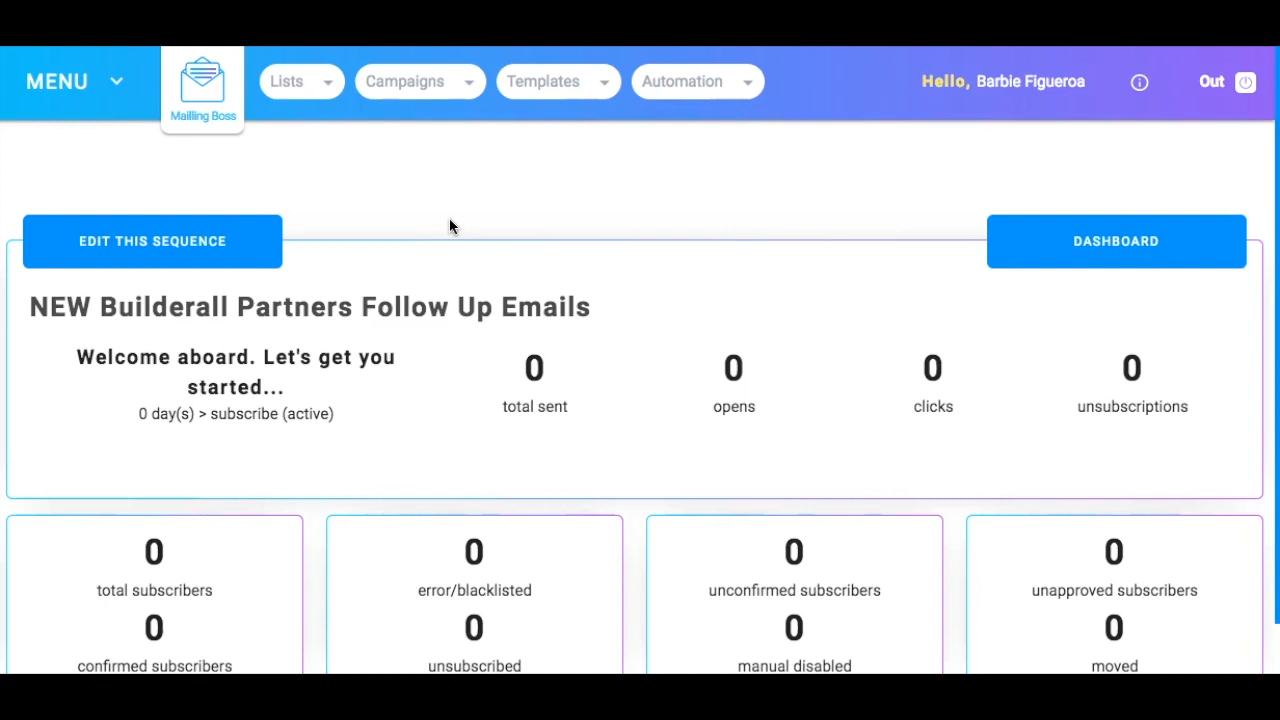 MENU
Mailling Boss
Lists
Campaigns
Templates
Automation
Hello, Barbie Figueroa
Out
EDIT THIS SEQUENCE
DASHBOARD
NEW Builderall Partners Follow Up Emails
Welcome aboard. Let's get you
started...
0 day(s) > subscribe (active)
0
total sent
0
opens
0
clicks
0
unsubscriptions
0
total subscribers
0
error/blacklisted
0
unconfirmed subscribers
0
unapproved subscribers
0
confirmed subscribers
0
unsubscribed
0
manual disabled
0
moved